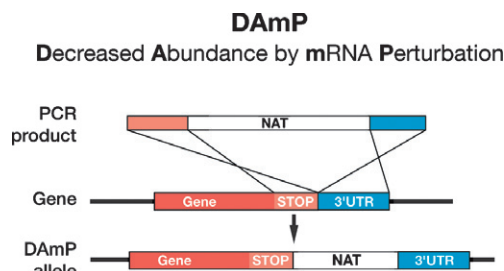 DAmP
Decreased Abundance by mRNA Perturbation
PCR
product
NAT
Gene
Gene STOP 3'UTR
DAmP
allele
Gene STOP NAT 3'UTR